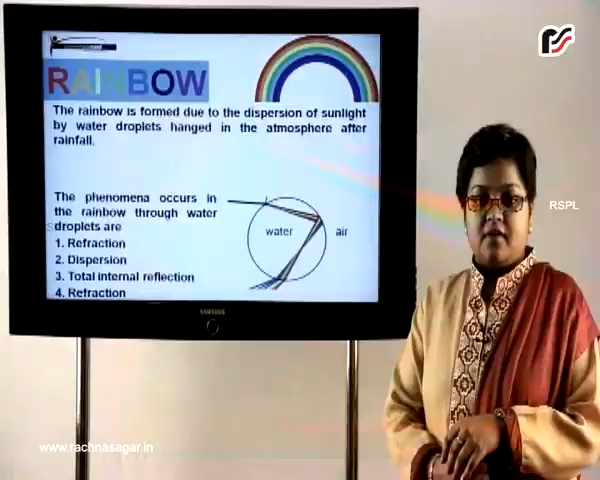 RAINBOW
The rainbow is formed due to the dispersion of sunlight
by water droplets hanged in the atmosphere after
rainfall.
The phenomena occurs in
the rainbow through water
droplets are
1. Refraction
2. Dispersion
3. Total internal reflection
4. Refraction
water
air
SAMSUNG
RSPL
www.rachnasagar.in